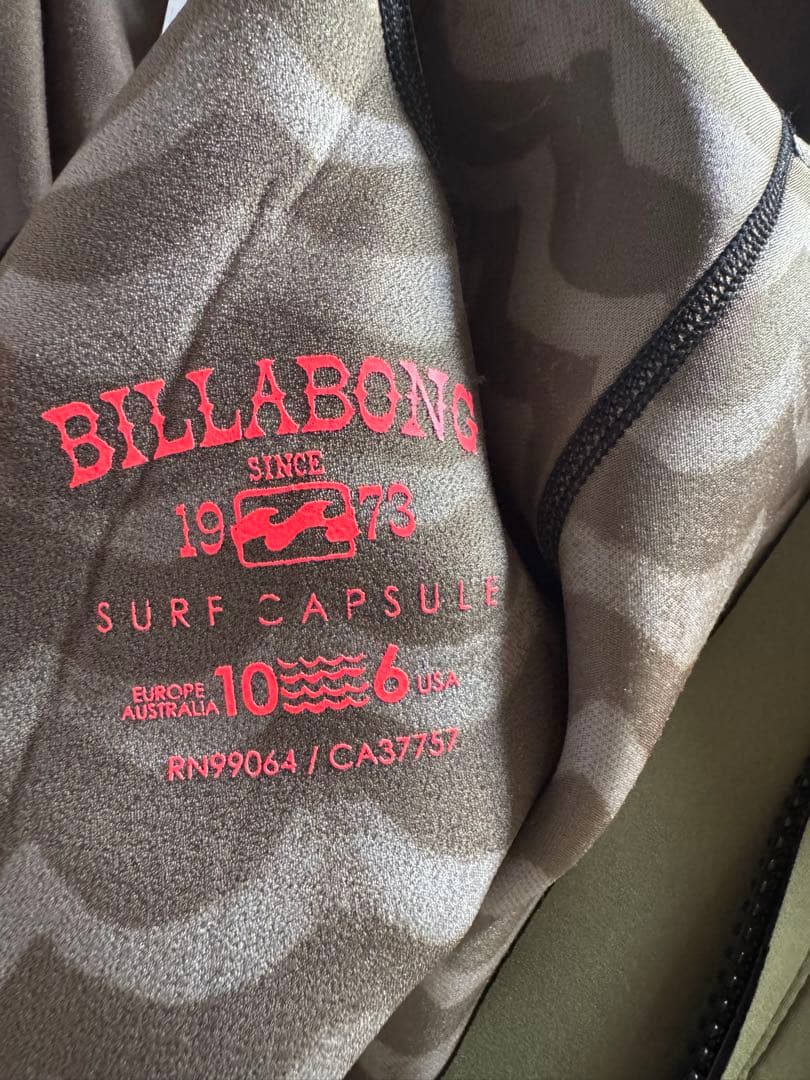 BILLABONG
SINCE
19 73
SURF CAPSULE
EUROPE
AUSTRALIA 10 6 USA
RN99064 / CA37757